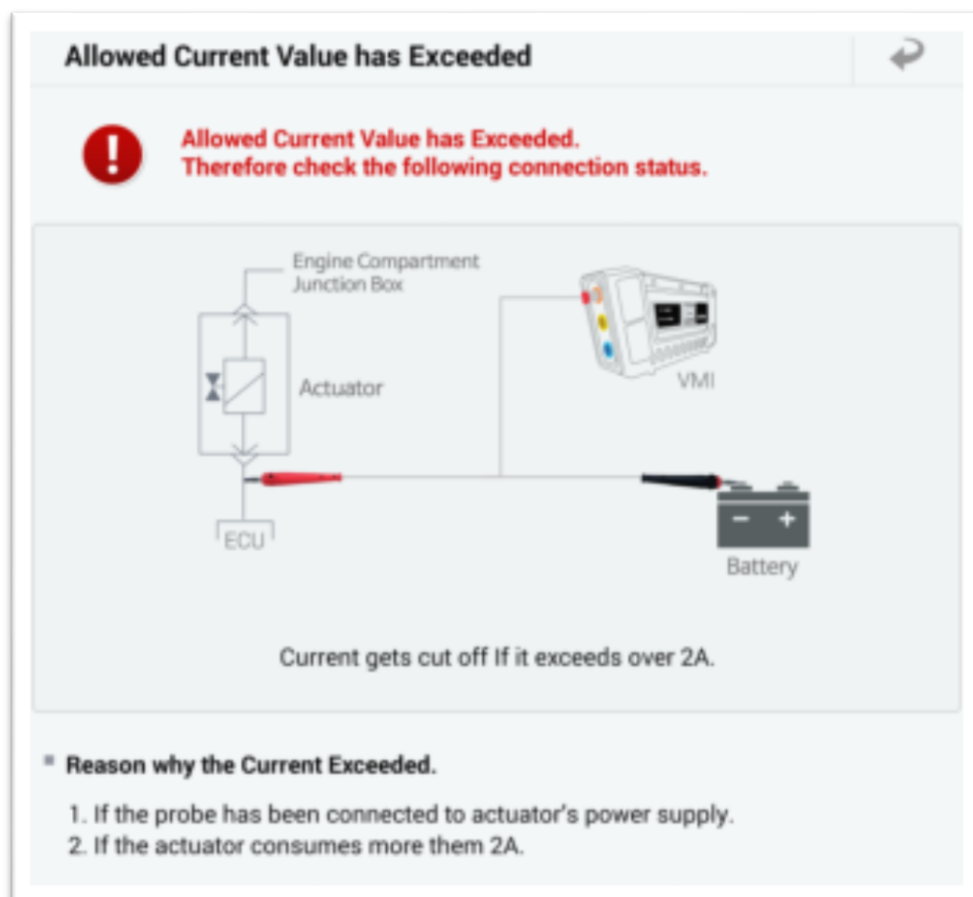 Allowed Current Value has Exceeded
Allowed Current Value has Exceeded.
Therefore check the following connection status.
Engine Compartment
Junction Box
Actuator
VMI
ECU
− +
Battery
Current gets cut off If it exceeds over 2A.
Reason why the Current Exceeded.
1. If the probe has been connected to actuator's power supply.
2. If the actuator consumes more them 2A.